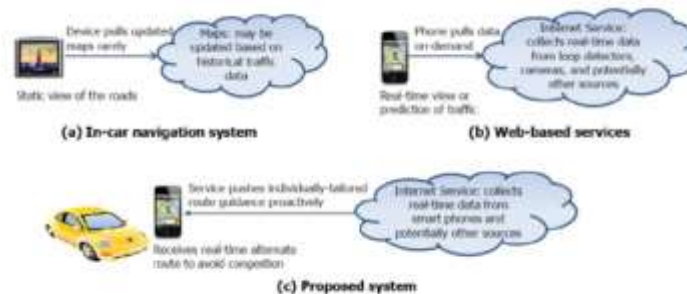 Device pulls updated
maps rarely
Maps: may be
updated based on
historical traffic
data
Static view of the roads
(a) In-car navigation system
Phone pulls data
on-demand
Internet Service:
collects real-time data
from loop detectors,
cameras, and potentially
other sources
Real-time view or
prediction of traffic
(b) Web-based services
Service pushes individually-tailored
route guidance proactively
Internet Service: collects
real-time data from
smart phones and
potentially other sources
Receives real-time alternate
route to avoid congestion
(c) Proposed system